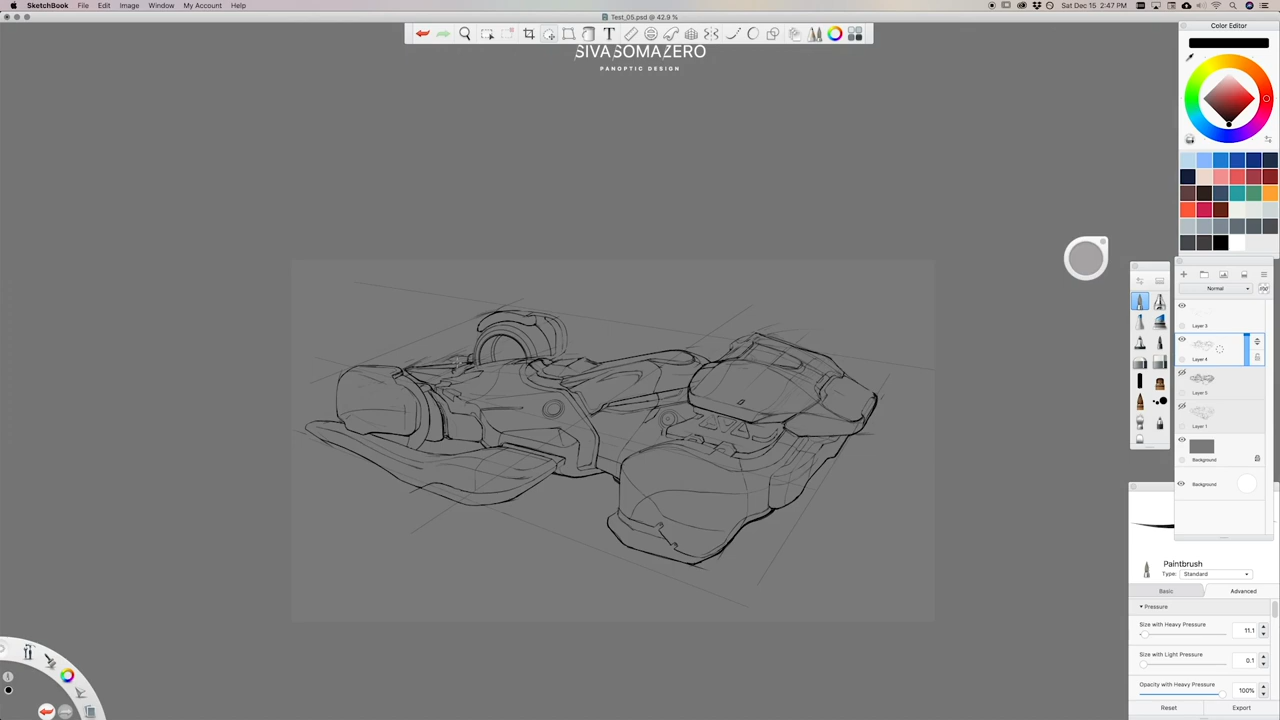 SketchBook File Edit Image Window My Account Help
Sat Dec 15 2:47 PM
Test_05.psd @ 42.9 %
SIVASOMAZERO
PANOPTIC DESIGN
Color Editor
Normal
Layer 3
Layer 4
Layer 5
Layer 1
Background
Background
Paintbrush
Type: Standard
Basic Advanced
Pressure
Size with Heavy Pressure
11.1
Size with Light Pressure
0.1
Opacity with Heavy Pressure
100%
Reset Export